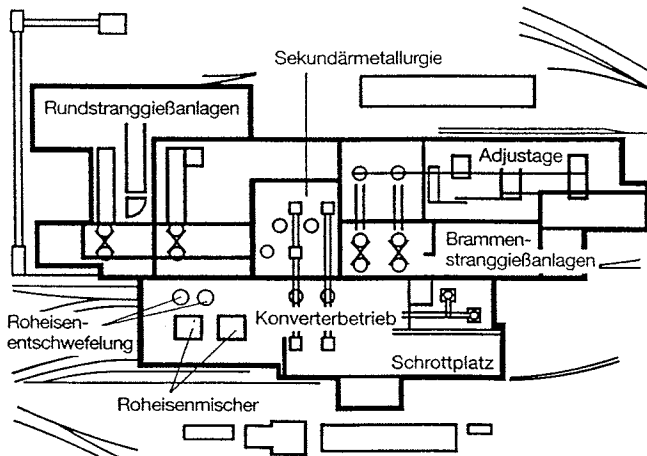 Sekundärmetallurgie
Rundstranggießanlagen
Adjustage
Brammen-
stranggießanlagen
Roheisen-
entschwefelung
Konverterbetrieb
Schrottplatz
Roheisenmischer